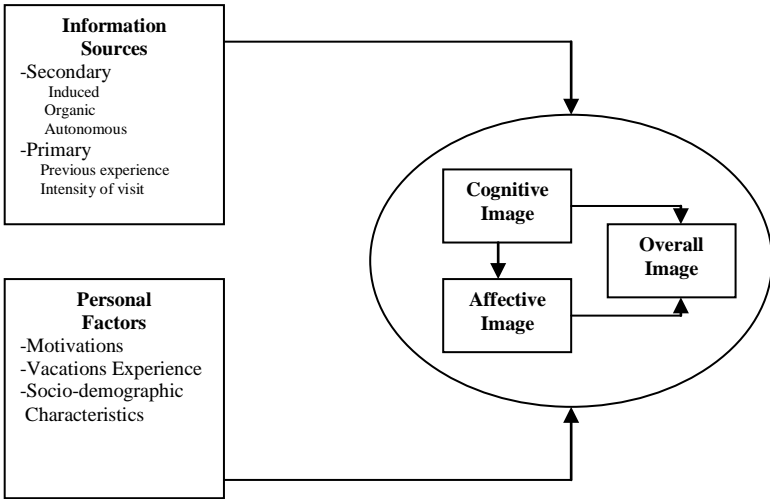 Information
Sources
-Secondary
Induced
Organic
Autonomous
-Primary
Previous experience
Intensity of visit
Cognitive
Image
Overall
Image
Affective
Image
Personal
Factors
-Motivations
-Vacations Experience
-Socio-demographic
Characteristics